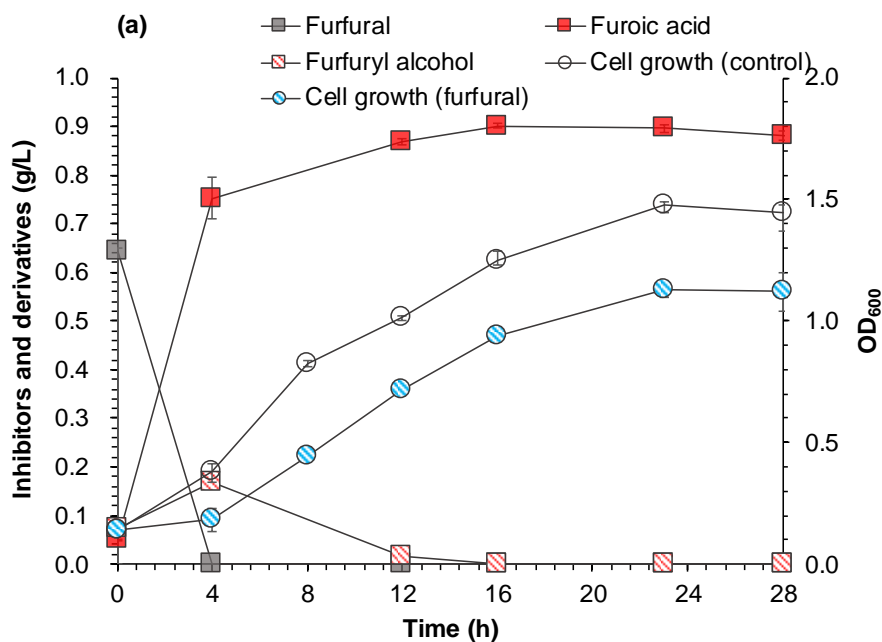 (a)
Furfural
Furoic acid
Furfuryl alcohol
Cell growth (control)
Cell growth (furfural)
1.0
0.9
0.8
0.7
0.6
0.5
0.4
0.3
0.2
0.1
0.0
Inhibitors and derivatives (g/L)
2.0
1.5
1.0
0.5
0.0
OD600
0 4 8 12 16 20 24 28
Time (h)